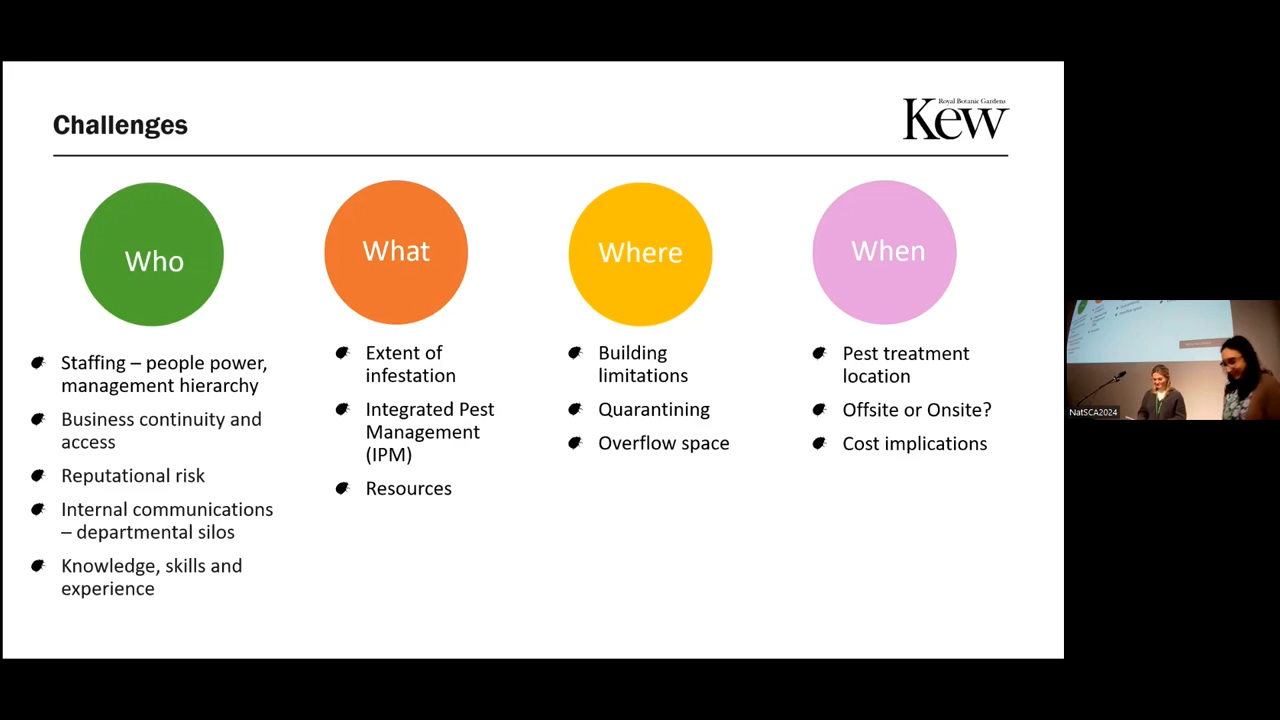 Challenges
Royal Botanic Gardens
Kew
Who
What
Where
When
Staffing – people power,
management hierarchy
Business continuity and
access
Reputational risk
Internal communications
– departmental silos
Knowledge, skills and
experience
Extent of
infestation
Integrated Pest
Management
(IPM)
Resources
Building
limitations
Quarantining
Overflow space
Pest treatment
location
Offsite or Onsite?
Cost implications
NatSCA2024